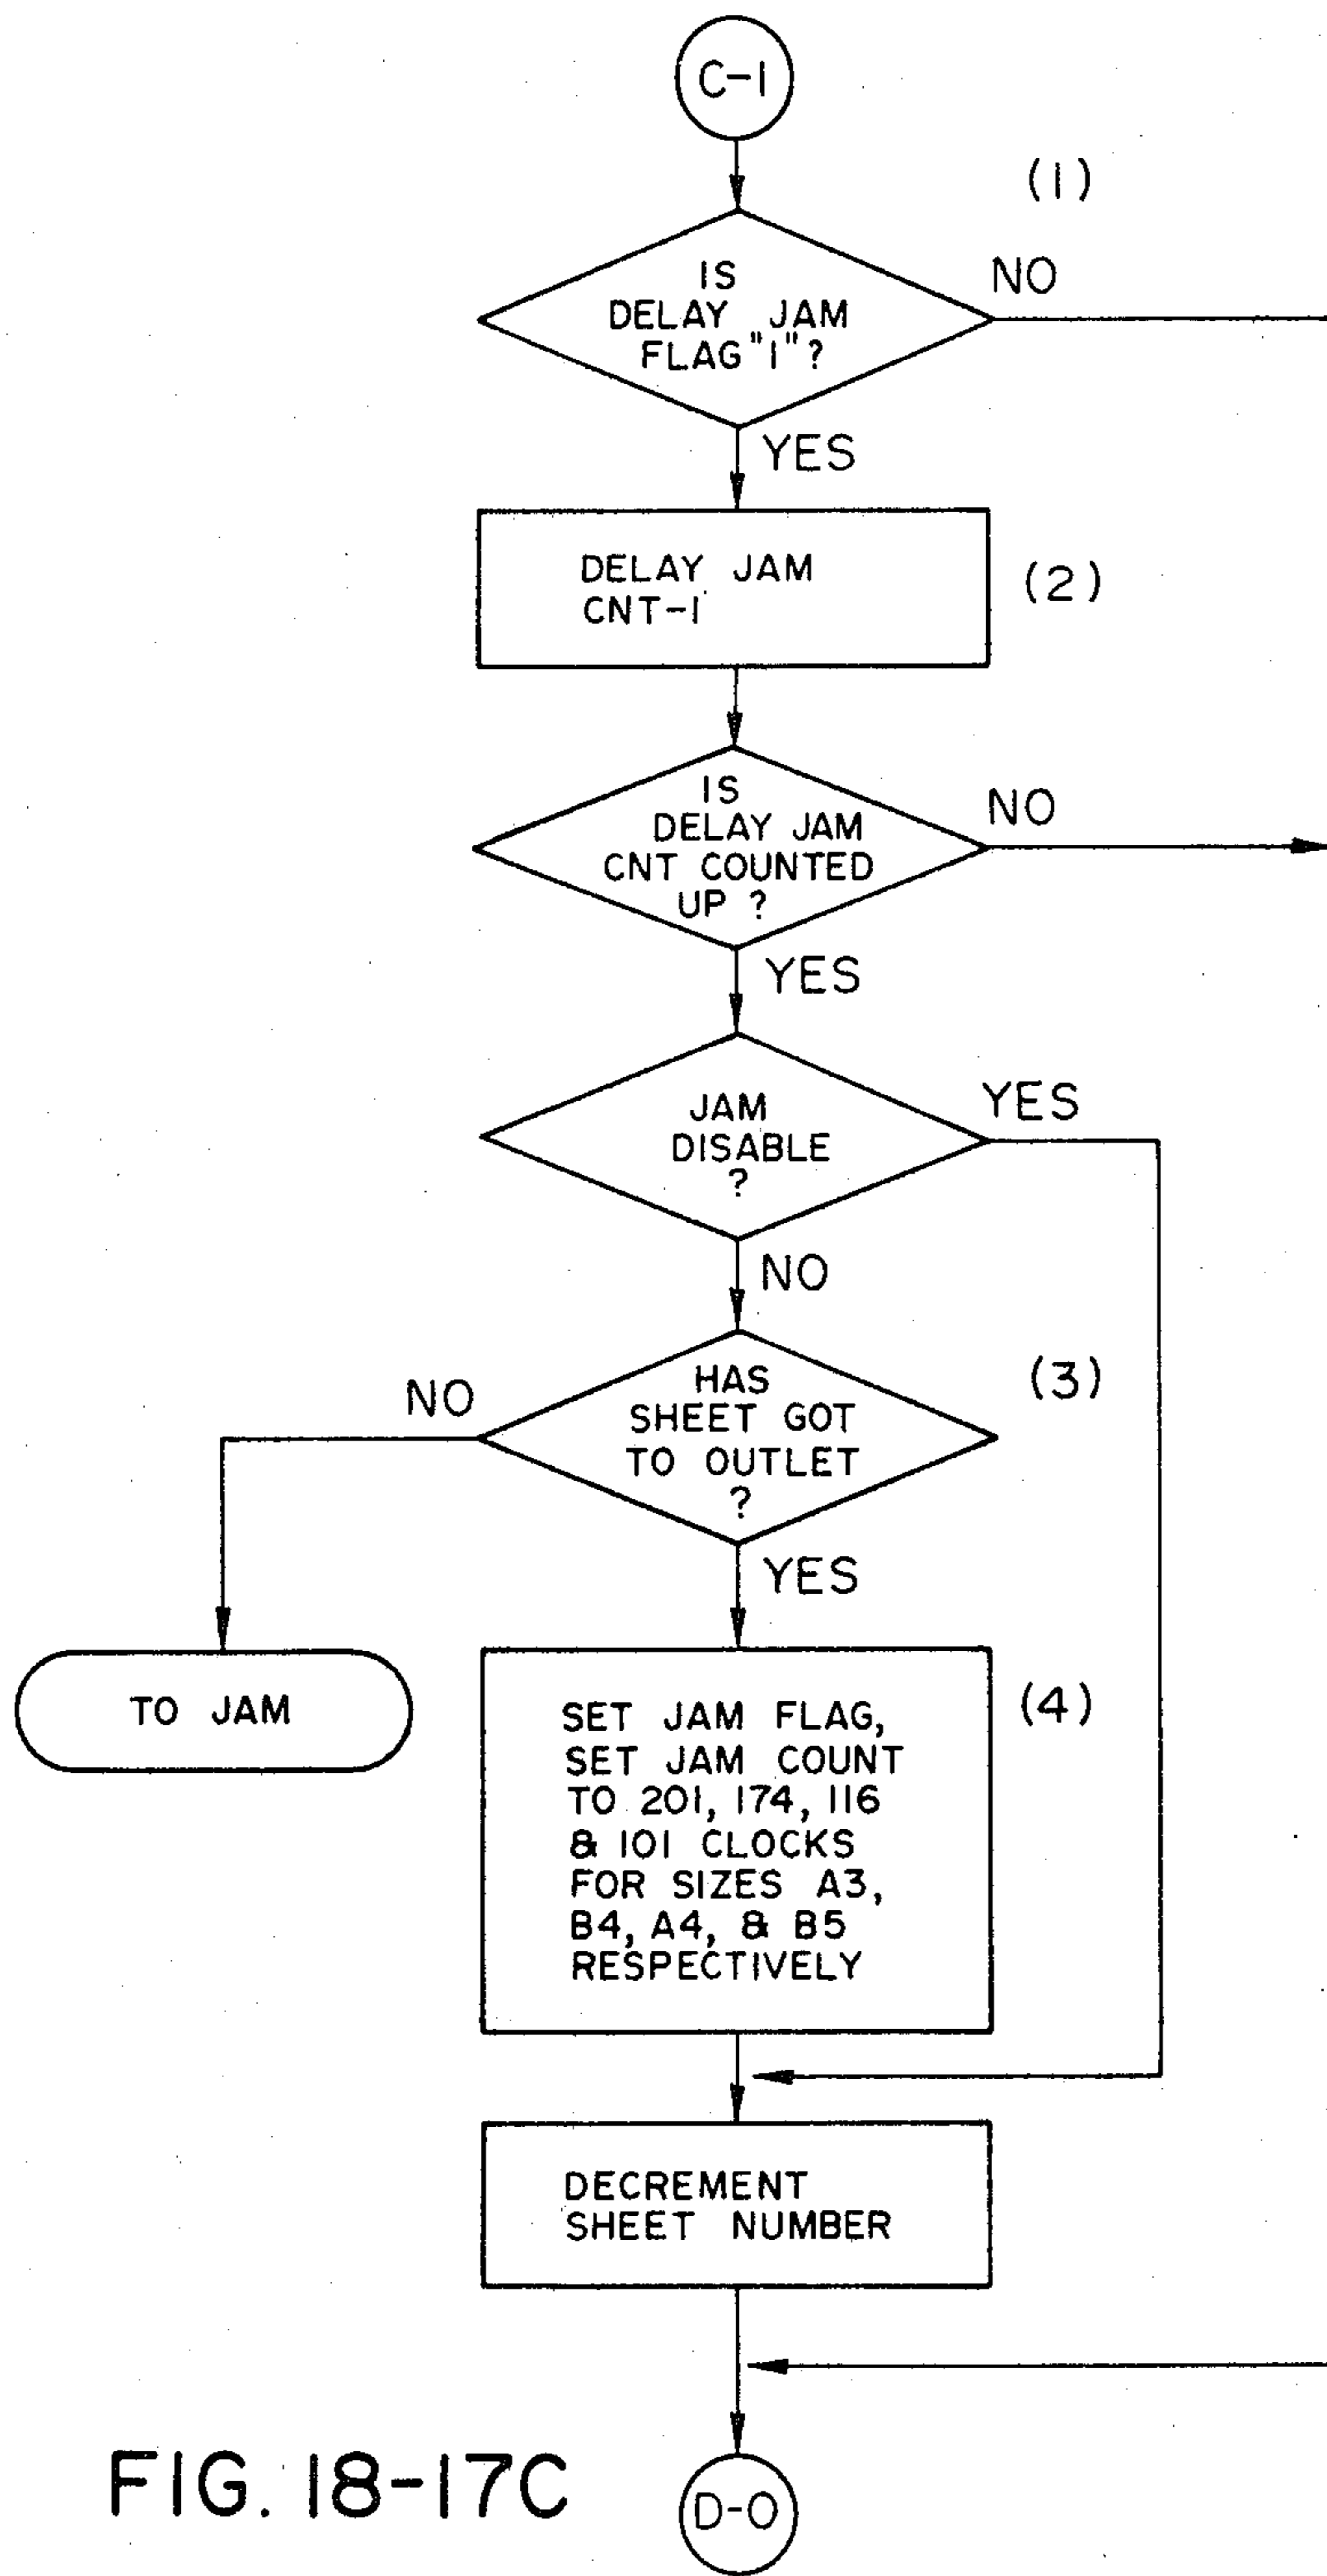 C-1
(1)
IS
DELAY JAM
FLAG "1"?
NO
YES
DELAY JAM
CNT-1
(2)
IS
DELAY JAM
CNT COUNTED
UP ?
NO
YES
JAM
DISABLE
?
YES
NO
HAS
SHEET GOT
TO OUTLET
?
(3)
NO
YES
TO JAM
SET JAM FLAG,
SET JAM COUNT
TO 201, 174, 116
& 101 CLOCKS
FOR SIZES A3,
B4, A4, & B5
RESPECTIVELY
(4)
DECREMENT
SHEET NUMBER
FIG. 18-17C
D-0